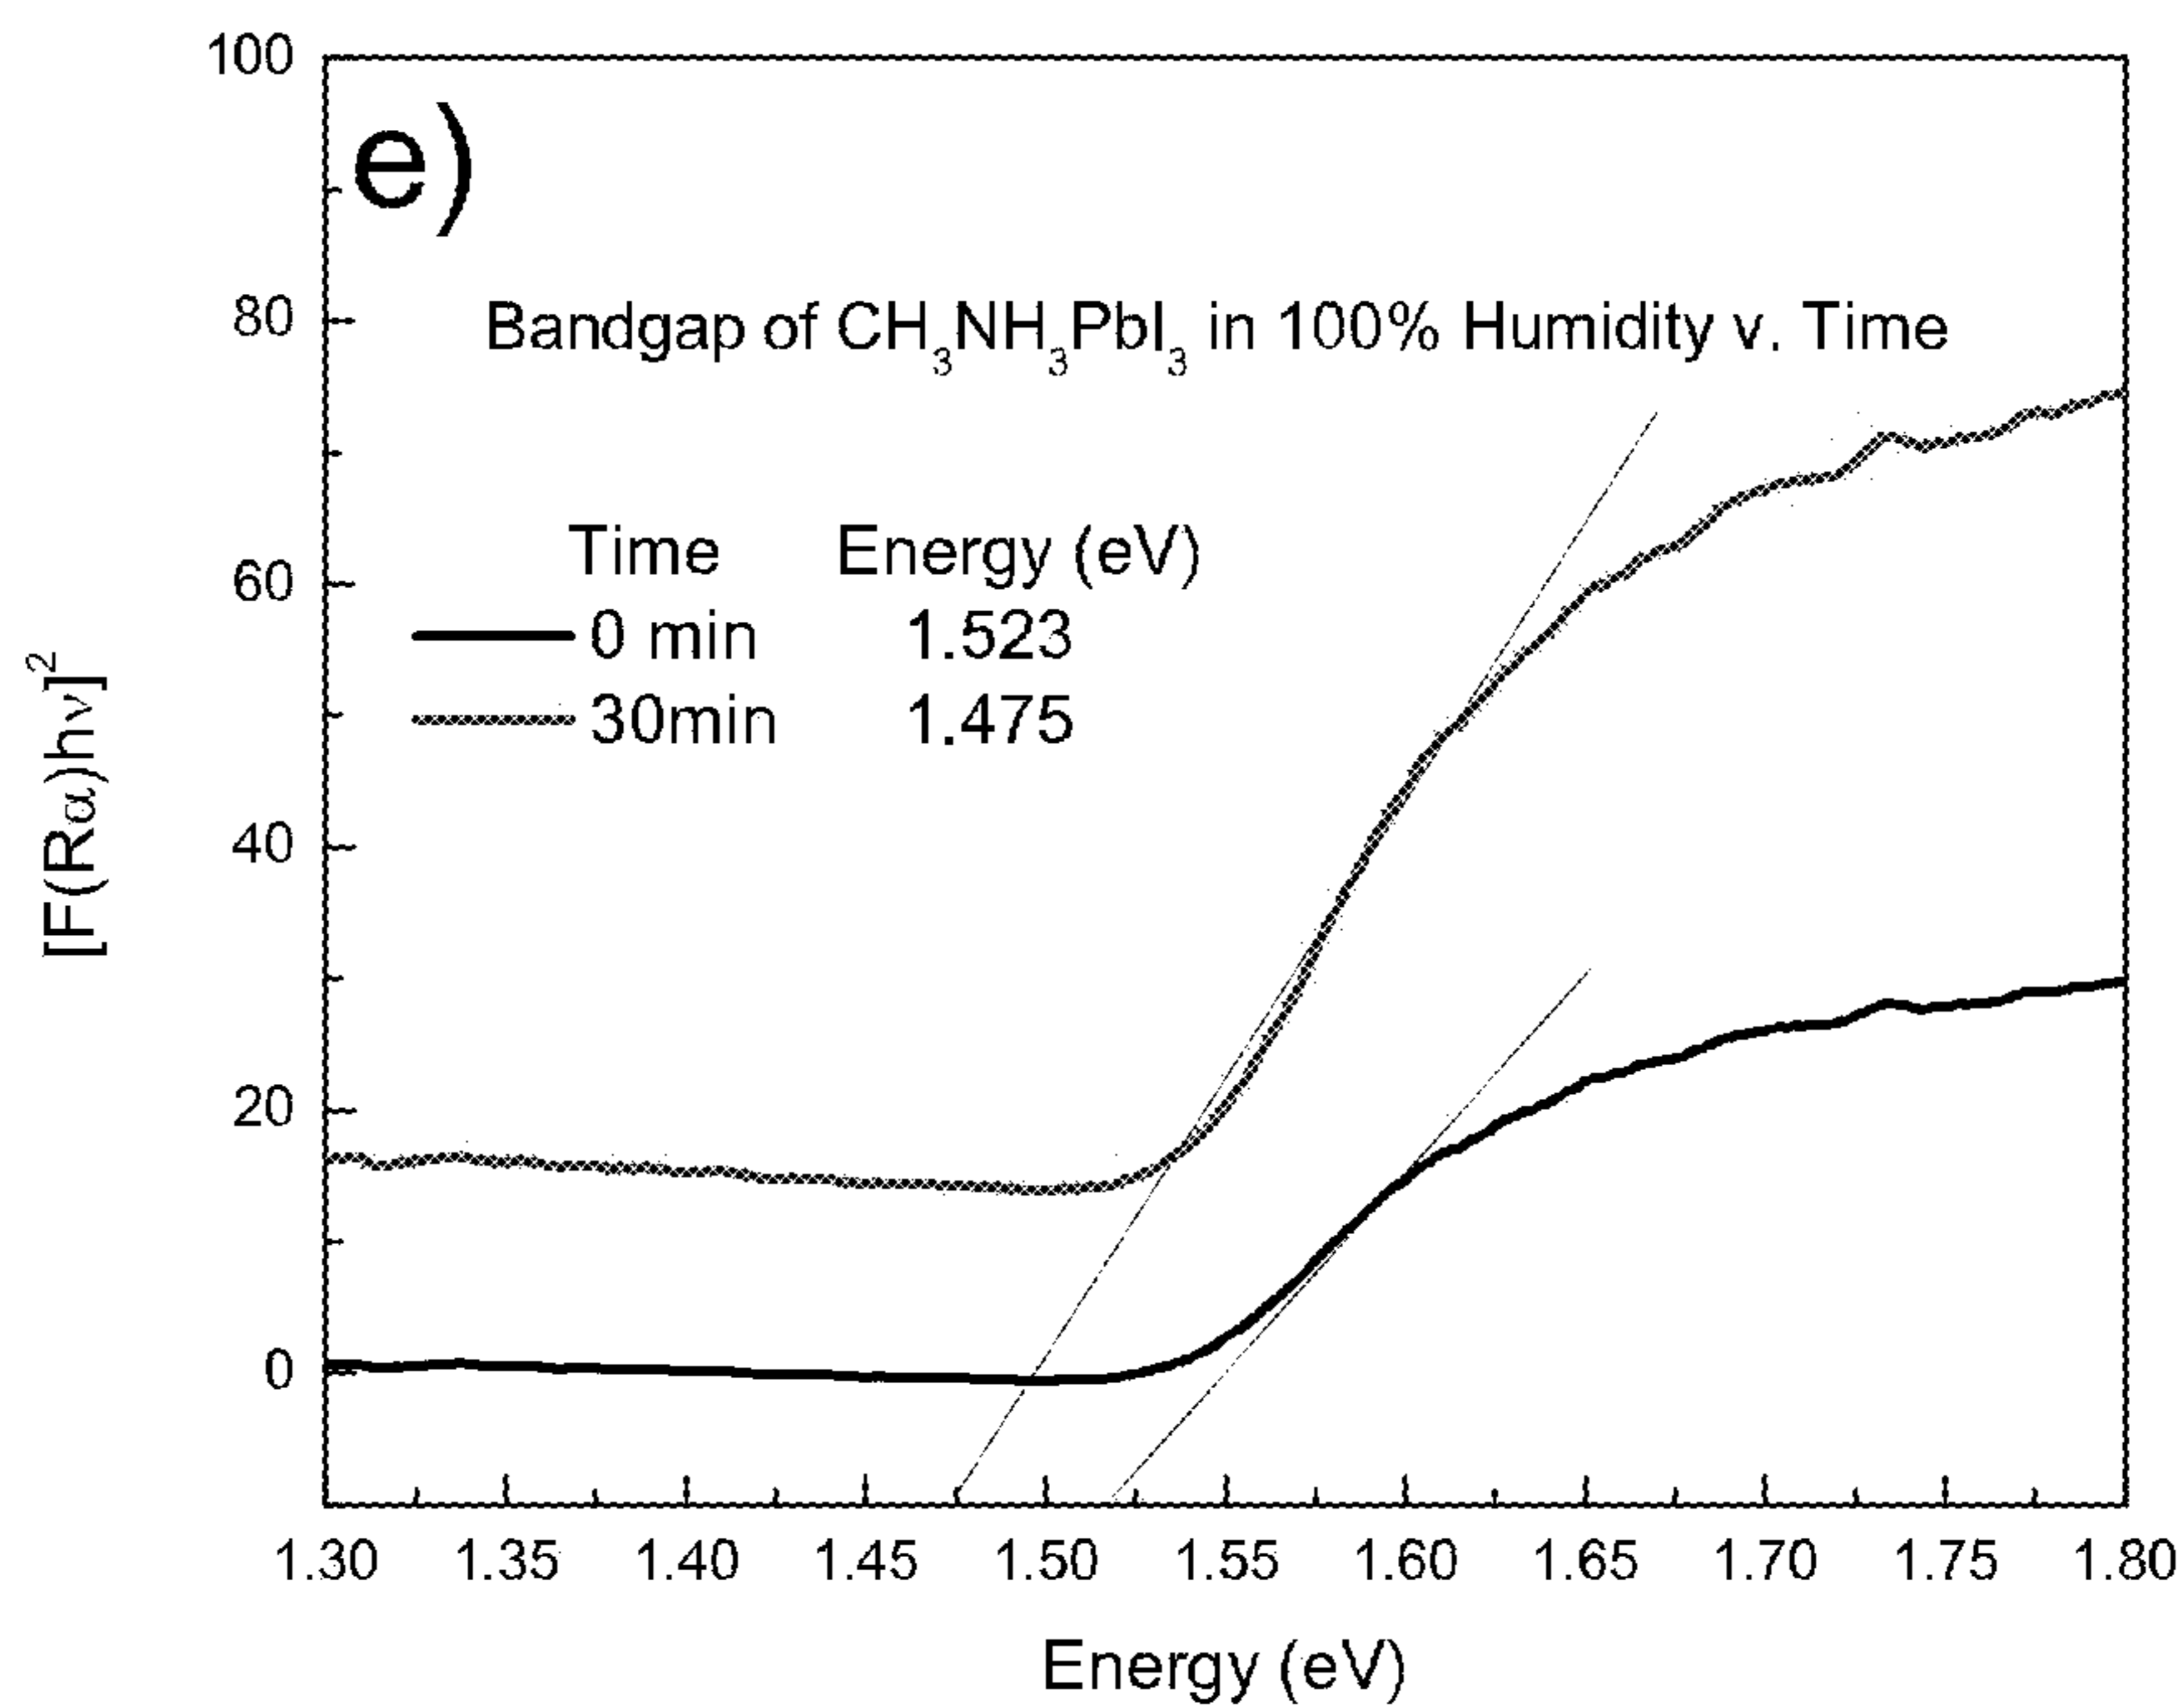 e)
Bandgap of CH₃NH₃PbI₃ in 100% Humidity v. Time
Time Energy (eV)
0 min 1.523
30min 1.475
[F(Rα)hν]²
100
80
60
40
20
0
1.30 1.35 1.40 1.45 1.50 1.55 1.60 1.65 1.70 1.75 1.80
Energy (eV)